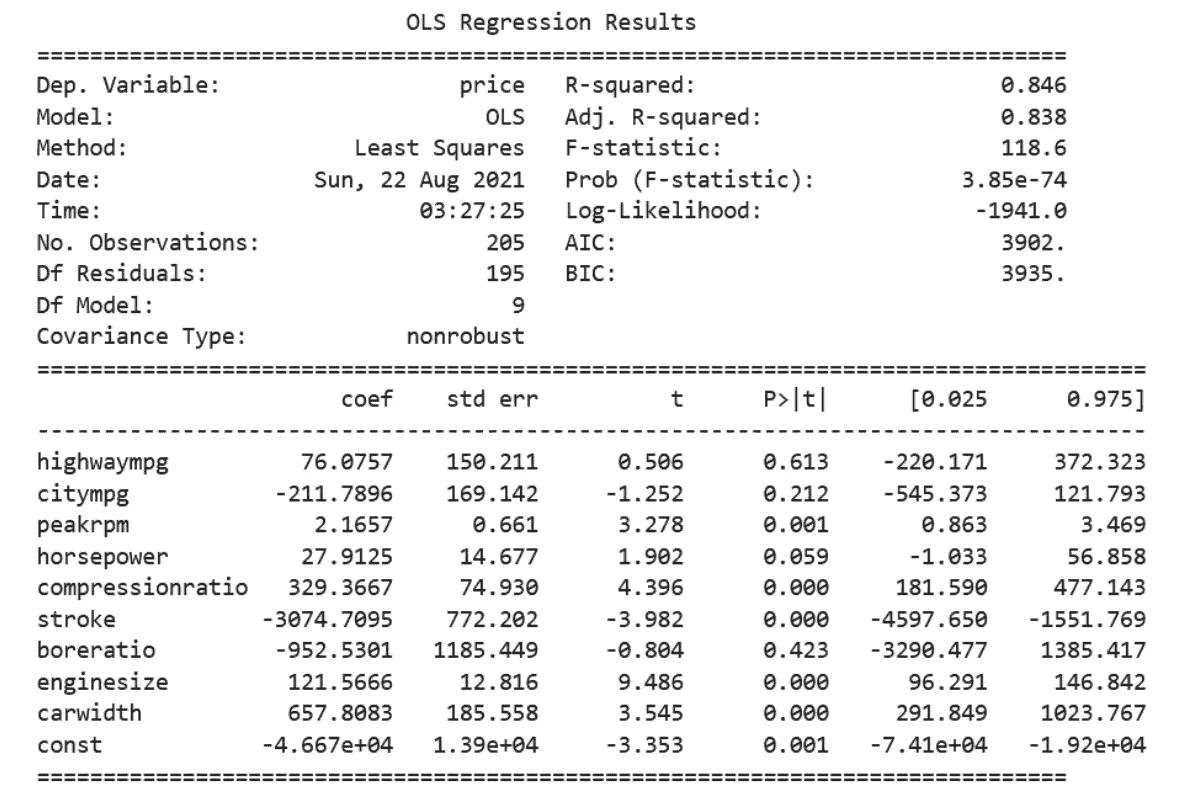 OLS Regression Results
==============================================================================
Dep. Variable: price R-squared: 0.846
Model: OLS Adj. R-squared: 0.838
Method: Least Squares F-statistic: 118.6
Date: Sun, 22 Aug 2021 Prob (F-statistic): 3.85e-74
Time: 03:27:25 Log-Likelihood: -1941.0
No. Observations: 205 AIC: 3902.
Df Residuals: 195 BIC: 3935.
Df Model: 9
Covariance Type: nonrobust
====================================================================================
coef std err t P>|t| [0.025 0.975]
------------------------------------------------------------------------------------
highwaympg 76.0757 150.211 0.506 0.613 -220.171 372.323
citympg -211.7896 169.142 -1.252 0.212 -545.373 121.793
peakrpm 2.1657 0.661 3.278 0.001 0.863 3.469
horsepower 27.9125 14.677 1.902 0.059 -1.033 56.858
compressionratio 329.3667 74.930 4.396 0.000 181.590 477.143
stroke -3074.7095 772.202 -3.982 0.000 -4597.650 -1551.769
boreratio -952.5301 1185.449 -0.804 0.423 -3290.477 1385.417
enginesize 121.5666 12.816 9.486 0.000 96.291 146.842
carwidth 657.8083 185.558 3.545 0.000 291.849 1023.767
const -4.667e+04 1.39e+04 -3.353 0.001 -7.41e+04 -1.92e+04
==============================================================================